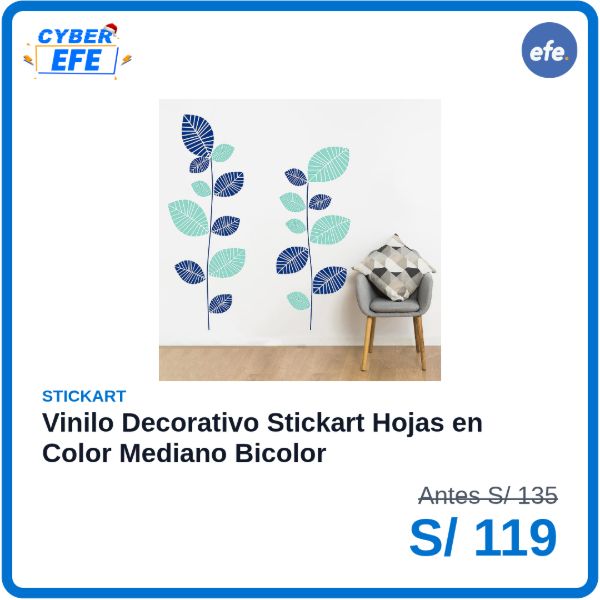 CYBER
EFE
efe.
STICKART
Vinilo Decorativo Stickart Hojas en
Color Mediano Bicolor
Antes S/ 135
S/ 119